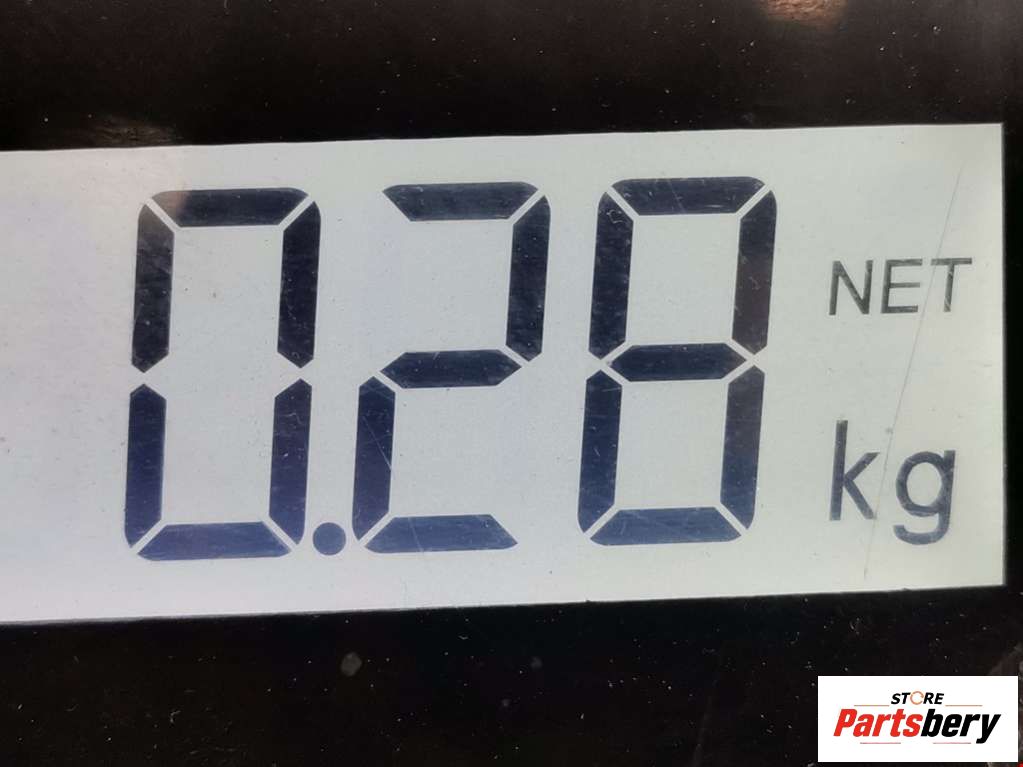 0.28
NET
kg
STORE
Partsbery